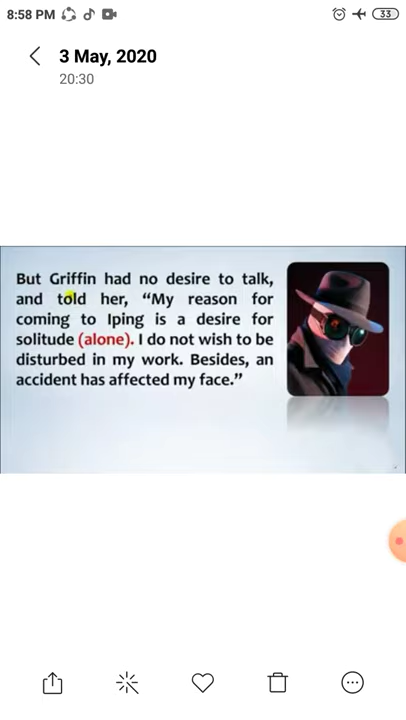 8:58 PM
33
3 May, 2020
20:30
But Griffin had no desire to talk,
and told her, “My reason for
coming to Iping is a desire for
solitude (alone). I do not wish to be
disturbed in my work. Besides, an
accident has affected my face.”